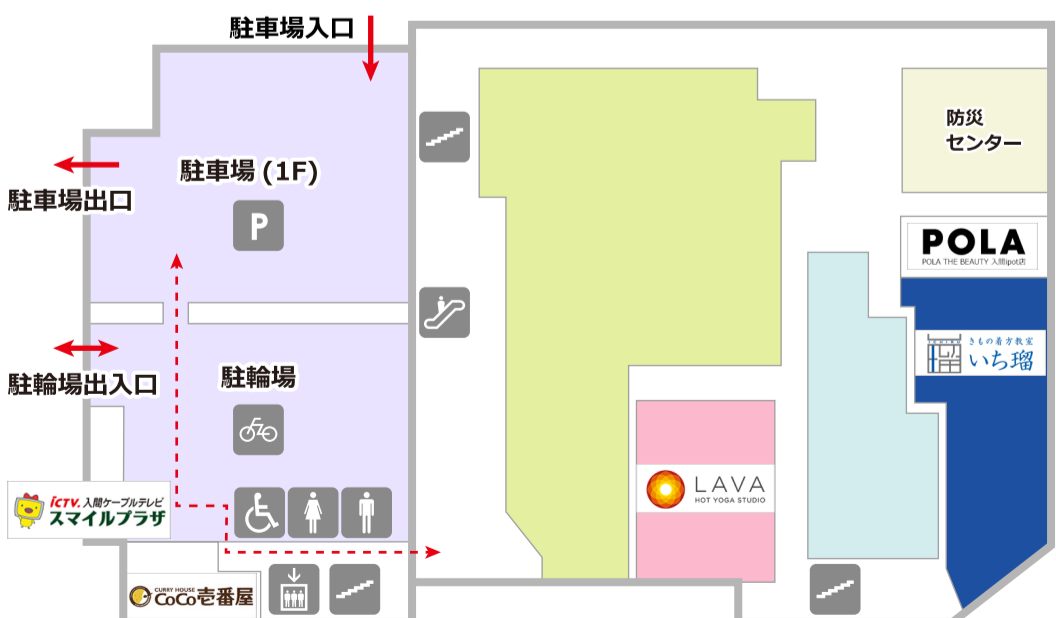 駐車場入口
駐車場出口
駐車場 (1F)
P
駐輪場出入口
駐輪場
防災
センター
POLA
POLA THE BEAUTY 入間ipot店
きもの着方教室
いち瑠
LAVA
HOT YOGA STUDIO
iCTV. 入間ケーブルテレビ
スマイルプラザ
CURRY HOUSE
CoCo壱番屋